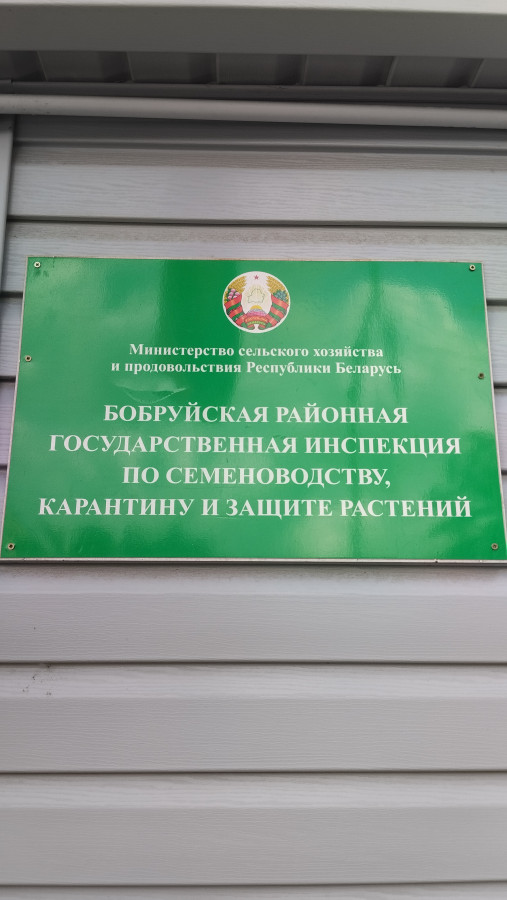 Министерство сельского хозяйства
и продовольствия Республики Беларусь
БОБРУЙСКАЯ РАЙОННАЯ
ГОСУДАРСТВЕННАЯ ИНСПЕКЦИЯ
ПО СЕМЕНОВОДСТВУ,
КАРАНТИНУ И ЗАЩИТЕ РАСТЕНИЙ